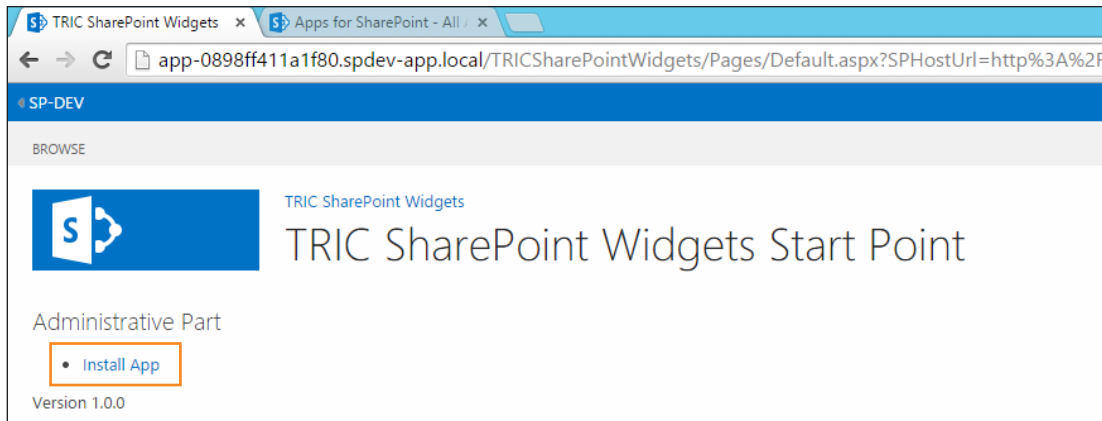 TRIC SharePoint Widgets
Apps for SharePoint - All
app-0898ff411a1f80.spdev-app.local/TRICSharePointWidgets/Pages/Default.aspx?SPHostUrl=http%3A%2F
SP-DEV
BROWSE
TRIC SharePoint Widgets
TRIC SharePoint Widgets Start Point
Administrative Part
• Install App
Version 1.0.0